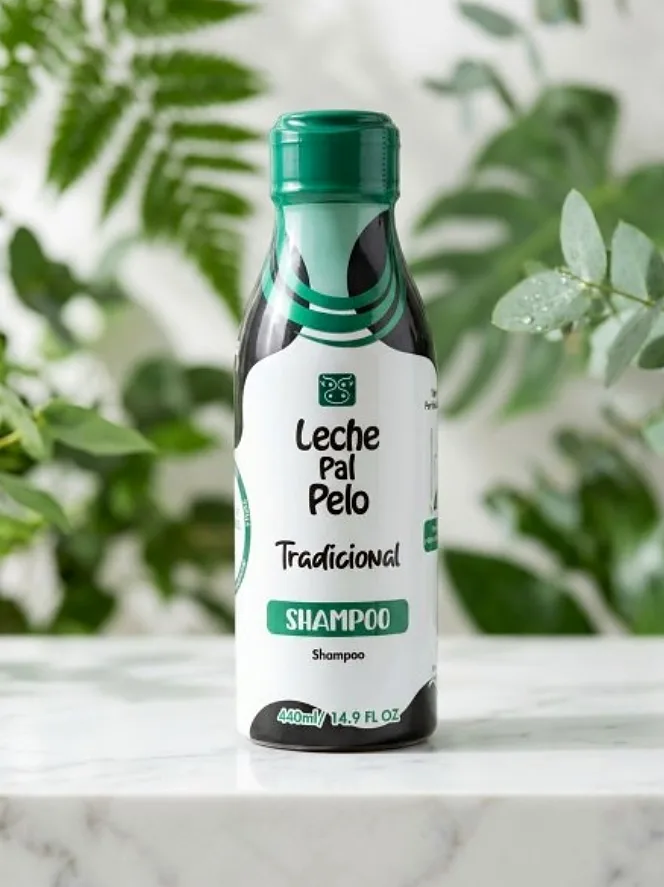 Leche
Pal
Pelo
Tradicional
SHAMPOO
Shampoo
440ml/ 14.9 FL OZ